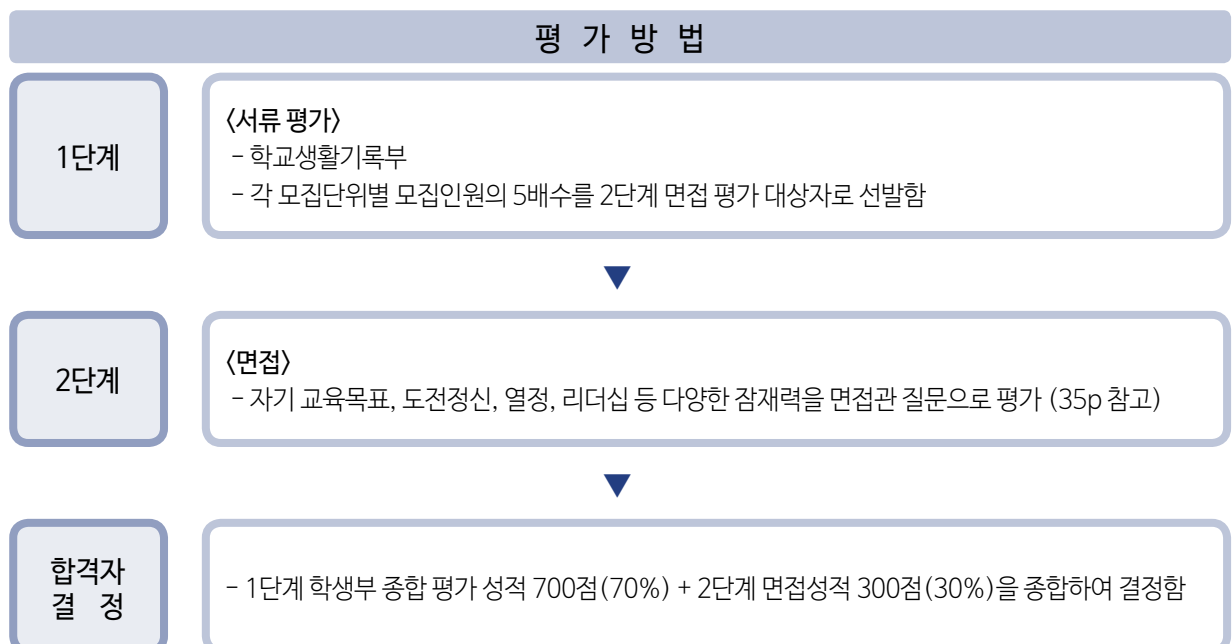 평 가 방 법
1단계
〈서류 평가〉
- 학교생활기록부
- 각 모집단위별 모집인원의 5배수를 2단계 면접 평가 대상자로 선발함
2단계
〈면접〉
- 자기 교육목표, 도전정신, 열정, 리더십 등 다양한 잠재력을 면접관 질문으로 평가 (35p 참고)
합격자
결 정
- 1단계 학생부 종합 평가 성적 700점(70%) + 2단계 면접성적 300점(30%)을 종합하여 결정함